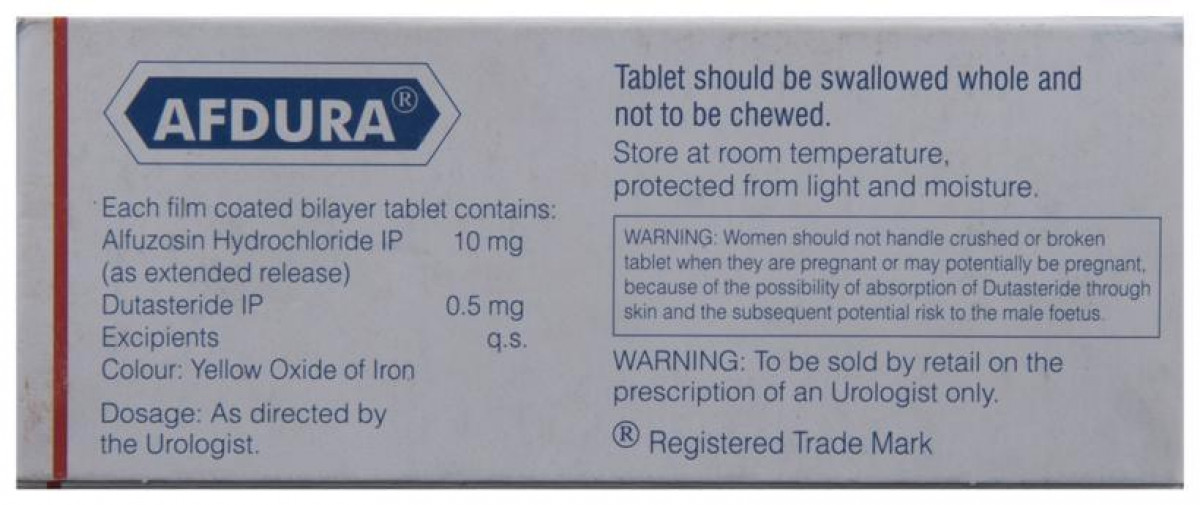 AFDURA®
Each film coated bilayer tablet contains:
Alfuzosin Hydrochloride IP 10 mg
(as extended release)
Dutasteride IP 0.5 mg
Excipients q.s.
Colour: Yellow Oxide of Iron
Dosage: As directed by
the Urologist.
Tablet should be swallowed whole and
not to be chewed.
Store at room temperature,
protected from light and moisture.
WARNING: Women should not handle crushed or broken
tablet when they are pregnant or may potentially be pregnant,
because of the possibility of absorption of Dutasteride through
skin and the subsequent potential risk to the male foetus.
WARNING: To be sold by retail on the
prescription of an Urologist only.
® Registered Trade Mark